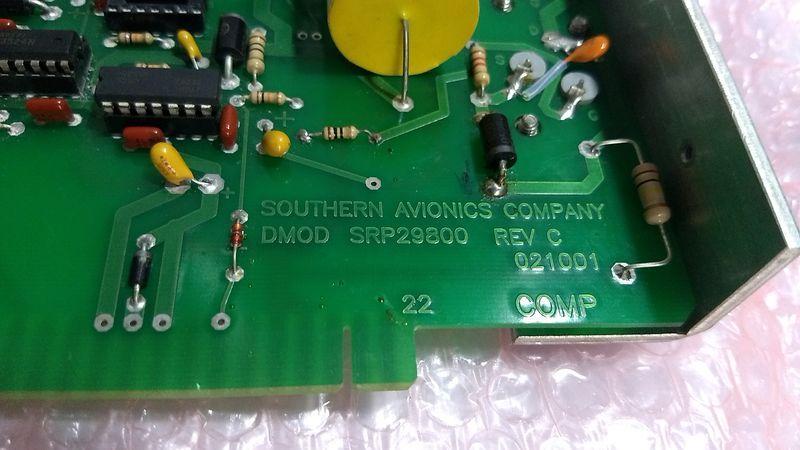 SOUTHERN AVIONICS COMPANY
DMOD SRP29800 REV C
021001
22 COMP